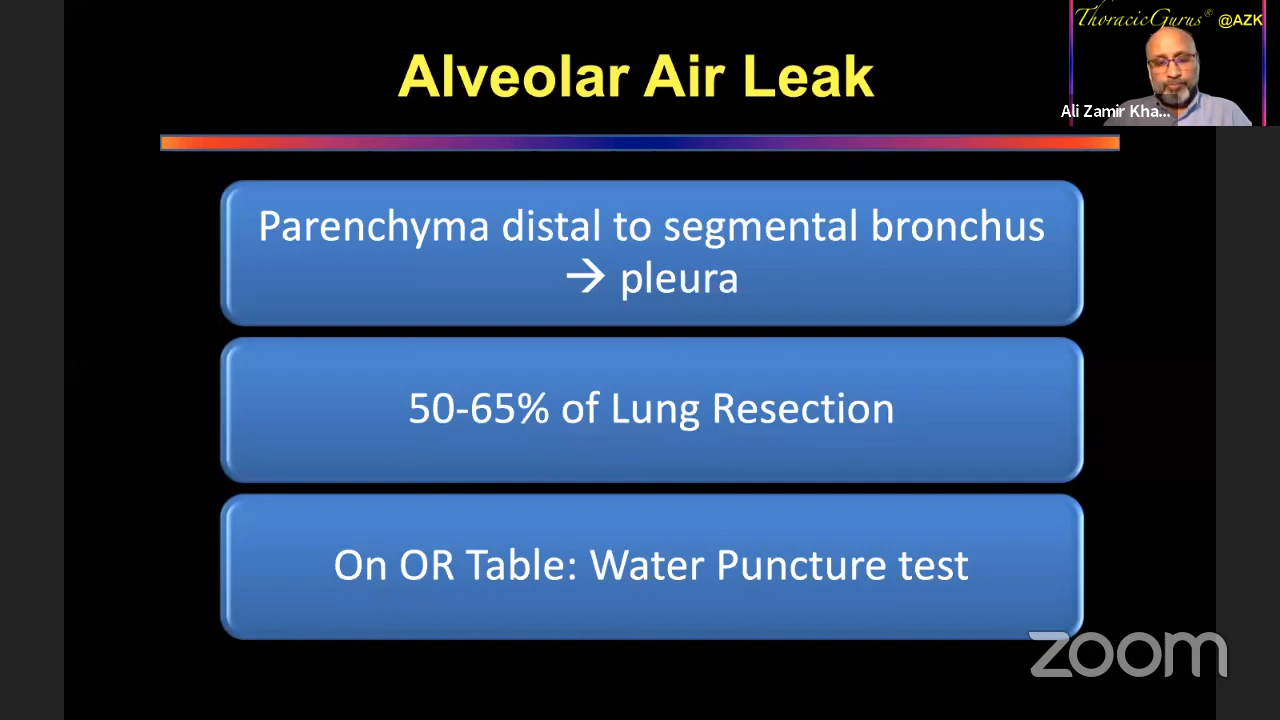 ThoracicGurus® @AZK
Ali Zamir Kha...
Alveolar Air Leak
Parenchyma distal to segmental bronchus
→ pleura
50-65% of Lung Resection
On OR Table: Water Puncture test
zoom